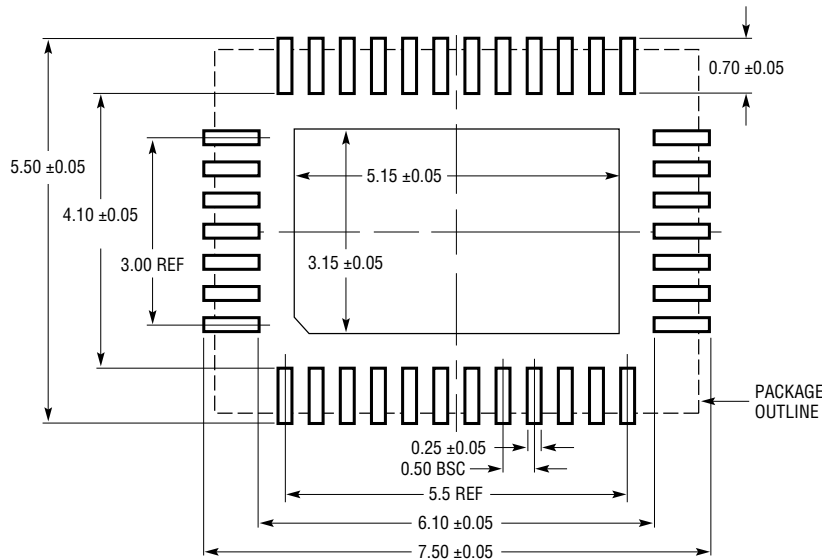 0.70 ±0.05
5.50 ±0.05
5.15 ±0.05
4.10 ±0.05
3.00 REF
3.15 ±0.05
PACKAGE
OUTLINE
0.25 ±0.05
0.50 BSC
5.5 REF
6.10 ±0.05
7.50 ±0.05